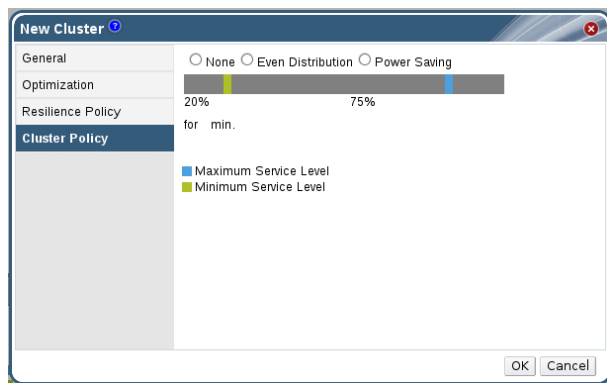 New Cluster ?
General
Optimization
Resilience Policy
Cluster Policy
None Even Distribution Power Saving
20% 75%
for min.
Maximum Service Level
Minimum Service Level
OK Cancel